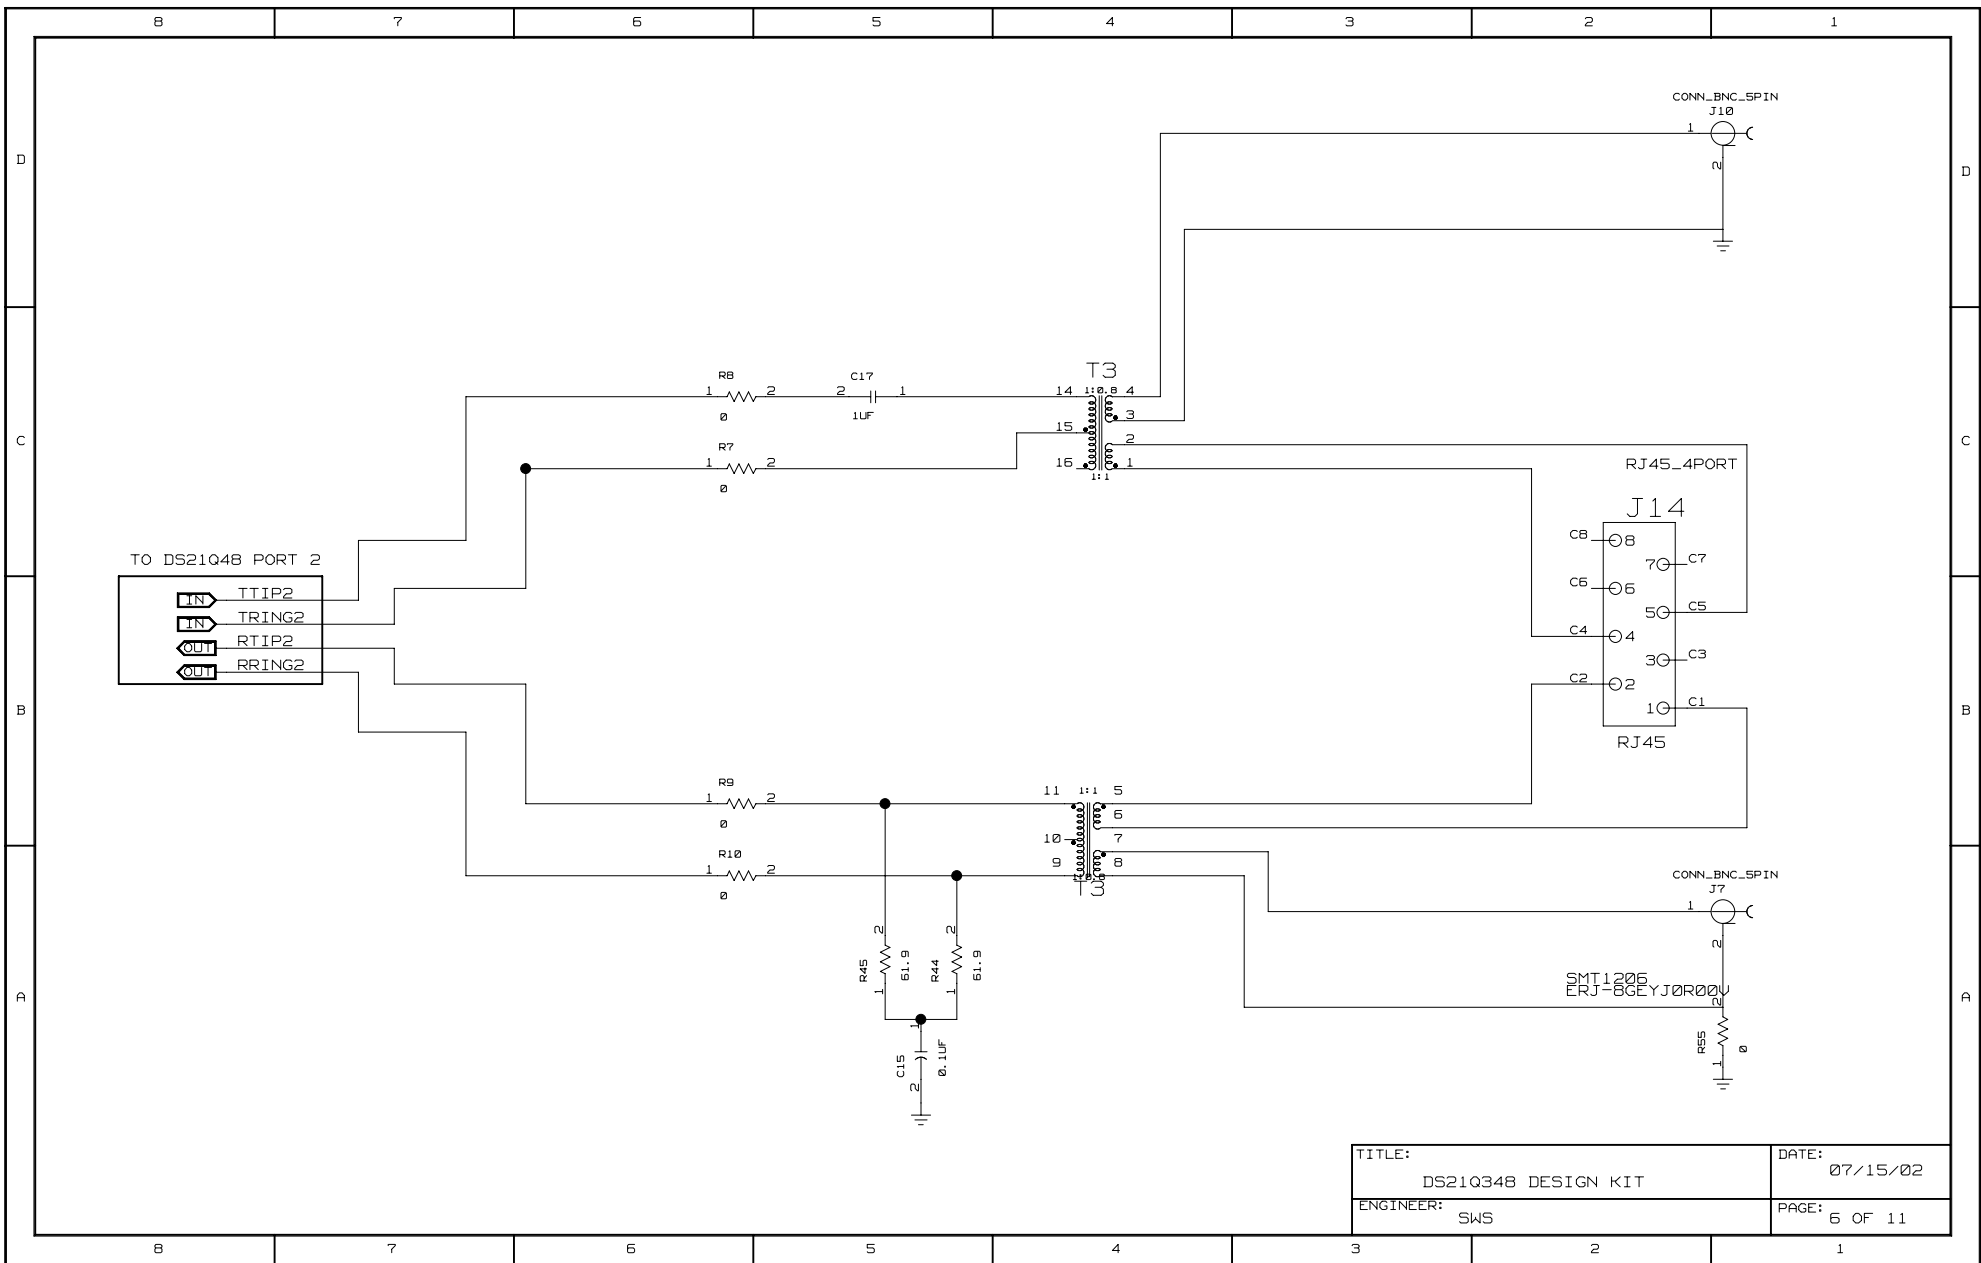 8 7 6 5 4 3 2 1
CONN_BNC_5PIN
J10
1
2
D D
T3
R8
1 2
0
C17
2 1
1UF
14 1:0.8 4
3
15
2
16 1
1:1
R7
1 2
0
C C
RJ45_4PORT
J14
C8 8
7 C7
C6 6
5 C5
C4 4
3 C3
C2 2
1 C1
RJ45
TO DS21Q48 PORT 2
IN TTIP2
IN TRING2
OUT RTIP2
OUT RRING2
B B
R9
1 2
0
11 1:1 5
6
10 7
9 8
1:0.8
T3
R10
1 2
0
CONN_BNC_5PIN
J7
1
2
R45 2 1 61.9
R44 2 1 61.9
SMT1206
ERJ-8GEYJ0R00V
2
R55 0
1
A A
1
C15 0.1UF
2
TITLE:
DS21Q348 DESIGN KIT
DATE:
07/15/02
ENGINEER:
SWS
PAGE:
6 OF 11
8 7 6 5 4 3 2 1